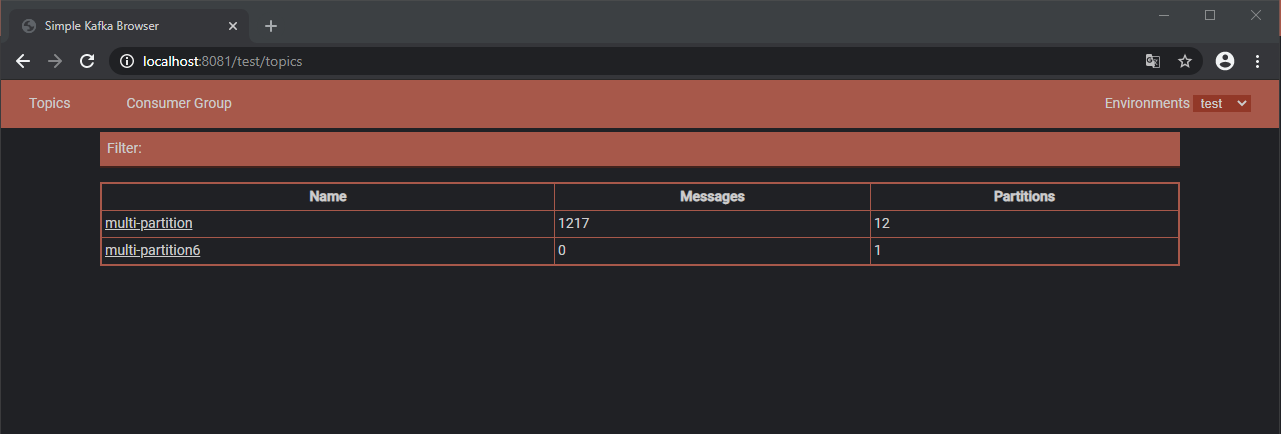 Simple Kafka Browser
localhost:8081/test/topics
Topics Consumer Group Environments test
Filter:
Name Messages Partitions
multi-partition 1217 12
multi-partition6 0 1